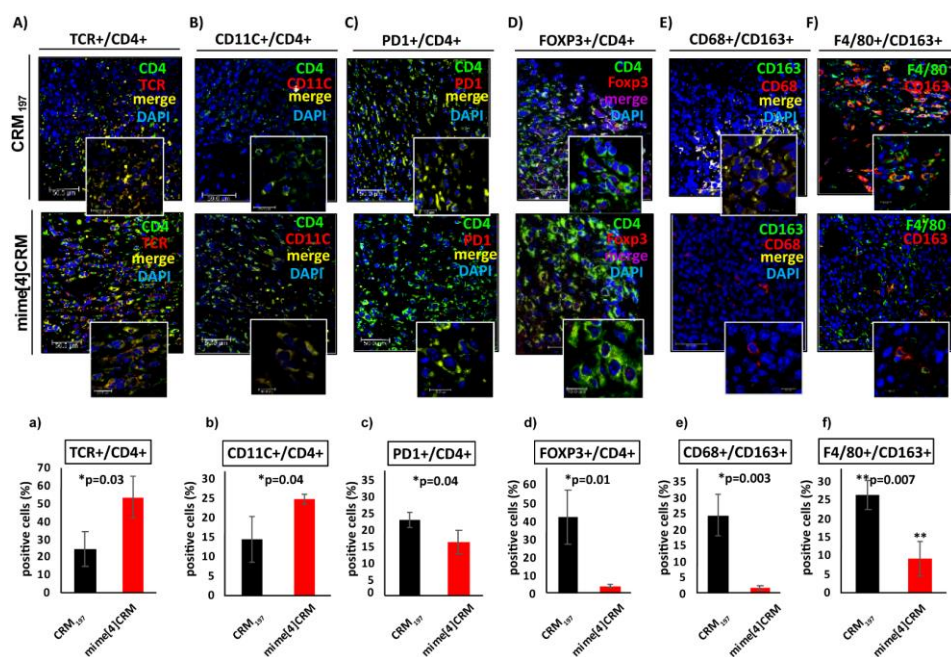 A)
B)
C)
D)
E)
F)
TCR+/CD4+
CD11C+/CD4+
PD1+/CD4+
FOXP3+/CD4+
CD68+/CD163+
F4/80+/CD163+
CRM197
CD4
TCR
merge
DAPI
50.0 µm
CD4
CD11C
merge
DAPI
CD4
PD1
merge
DAPI
CD4
Foxp3
merge
DAPI
CD163
CD68
merge
DAPI
F4/80
CD163
mime[4]CRM
CD4
TCR
merge
DAPI
CD4
CD11C
merge
DAPI
CD4
PD1
merge
DAPI
CD4
Foxp3
merge
DAPI
CD163
CD68
merge
DAPI
F4/80
CD163
a)
TCR+/CD4+
*p=0.03
positive cells (%)
70
60
50
40
30
20
10
0
CRM197
mime[4]CRM
b)
CD11C+/CD4+
*p=0.04
positive cells (%)
30
25
20
15
10
5
0
CRM197
mime[4]CRM
c)
PD1+/CD4+
*p=0.04
positive cells (%)
35
30
25
20
15
10
5
0
CRM197
mime[4]CRM
d)
FOXP3+/CD4+
*p=0.01
positive cells (%)
60
50
40
30
20
10
0
CRM197
mime[4]CRM
e)
CD68+/CD163+
*p=0.003
positive cells (%)
35
30
25
20
15
10
5
0
CRM197
mime[4]CRM
f)
F4/80+/CD163+
**p=0.007
**
positive cells (%)
35
30
25
20
15
10
5
0
CRM197
mime[4]CRM